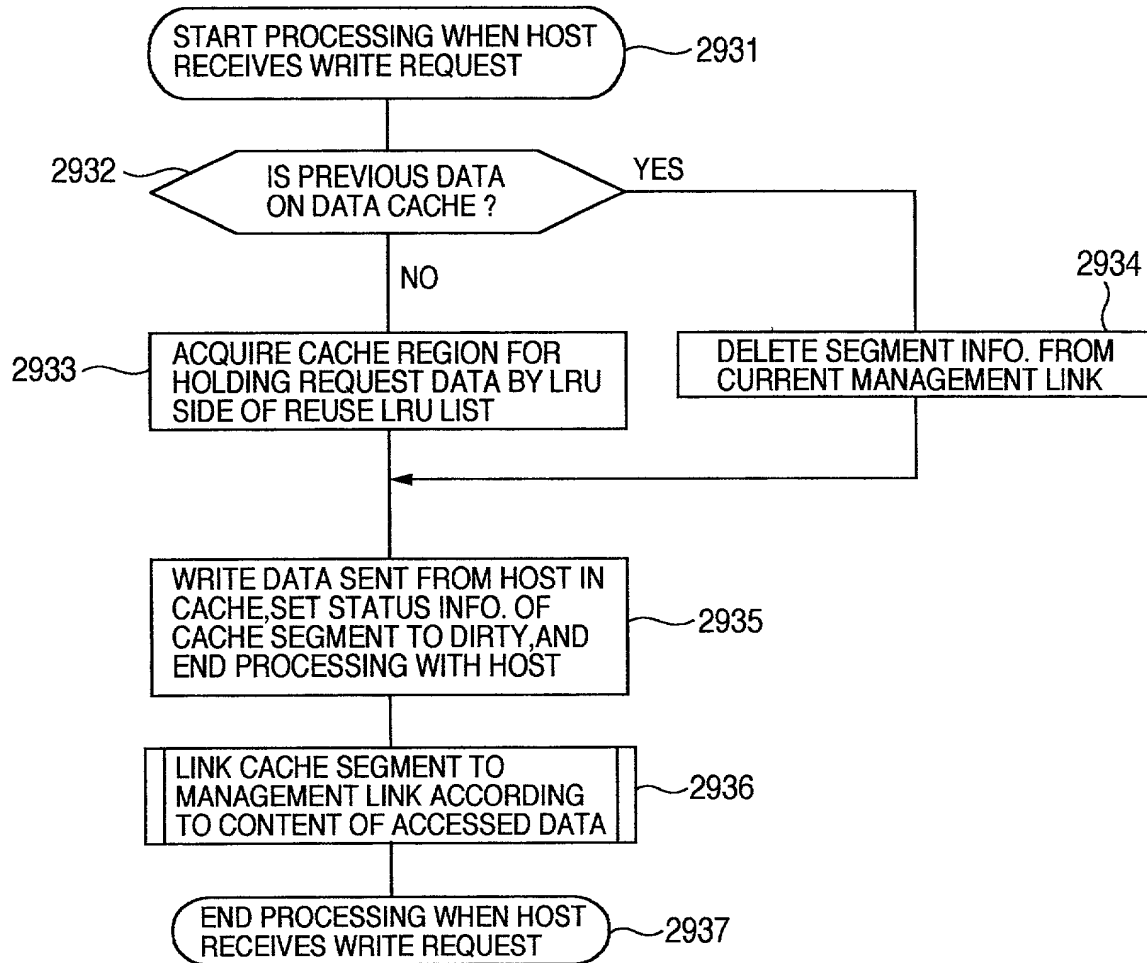 START PROCESSING WHEN HOST
RECEIVES WRITE REQUEST
2931
2932
IS PREVIOUS DATA
ON DATA CACHE ?
YES
NO
2933
ACQUIRE CACHE REGION FOR
HOLDING REQUEST DATA BY LRU
SIDE OF REUSE LRU LIST
2934
DELETE SEGMENT INFO. FROM
CURRENT MANAGEMENT LINK
WRITE DATA SENT FROM HOST IN
CACHE,SET STATUS INFO. OF
CACHE SEGMENT TO DIRTY,AND
END PROCESSING WITH HOST
2935
LINK CACHE SEGMENT TO
MANAGEMENT LINK ACCORDING
TO CONTENT OF ACCESSED DATA
2936
END PROCESSING WHEN HOST
RECEIVES WRITE REQUEST
2937